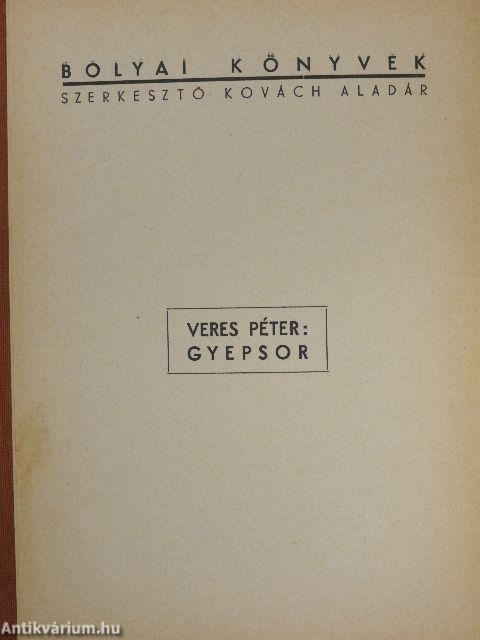 BOLYAI KÖNYVEK
SZERKESZTŐ KOVÁCH ALADÁR
VERES PÉTER:
GYEPSOR
Antikvárium.hu